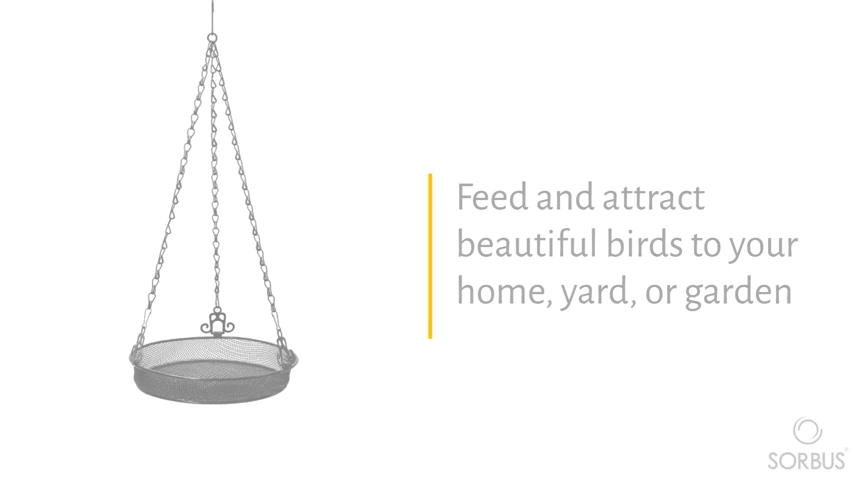 Feed and attract
beautiful birds to your
home, yard, or garden
SORBUS®